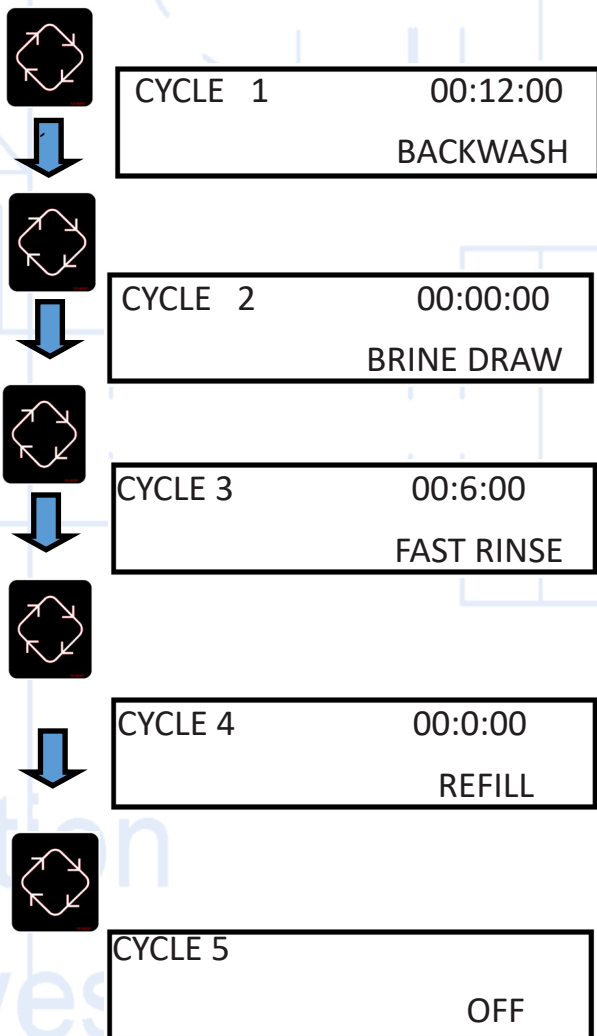 CYCLE 1 00:12:00
BACKWASH
CYCLE 2 00:00:00
BRINE DRAW
CYCLE 3 00:6:00
FAST RINSE
CYCLE 4 00:0:00
REFILL
CYCLE 5
OFF